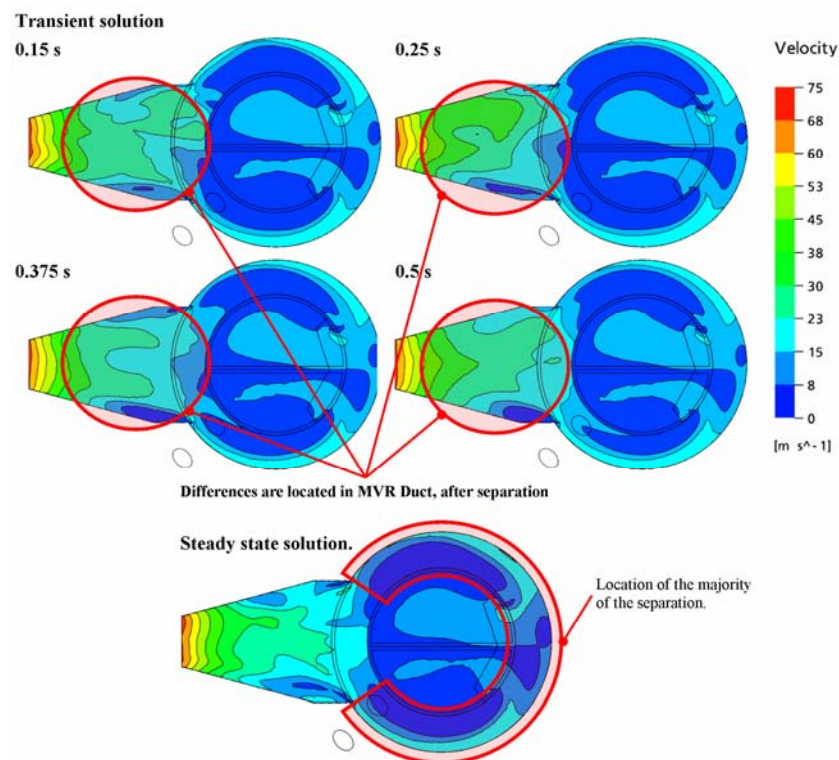 Transient solution
0.15 s
0.25 s
Velocity
75
68
60
53
45
38
30
23
15
8
0
[m s^-1]
0.375 s
0.5 s
Differences are located in MVR Duct, after separation
Steady state solution.
Location of the majority
of the separation.